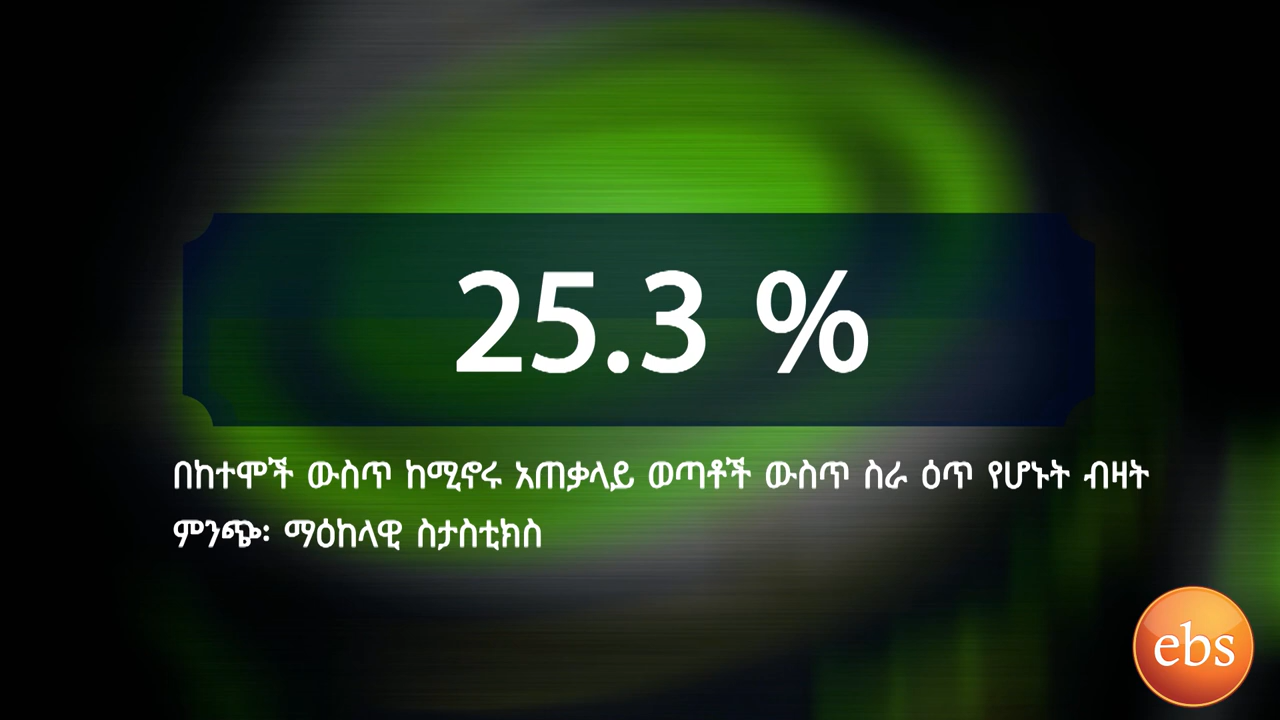 25.3 %
በከተሞች ውስጥ ከሚኖሩ አጠቃላይ ወጣቶች ውስጥ ስራ ዕጥ የሆኑት ብዛት
ምንጭ፡ ማዕከላዊ ስታስቲክስ
ebs